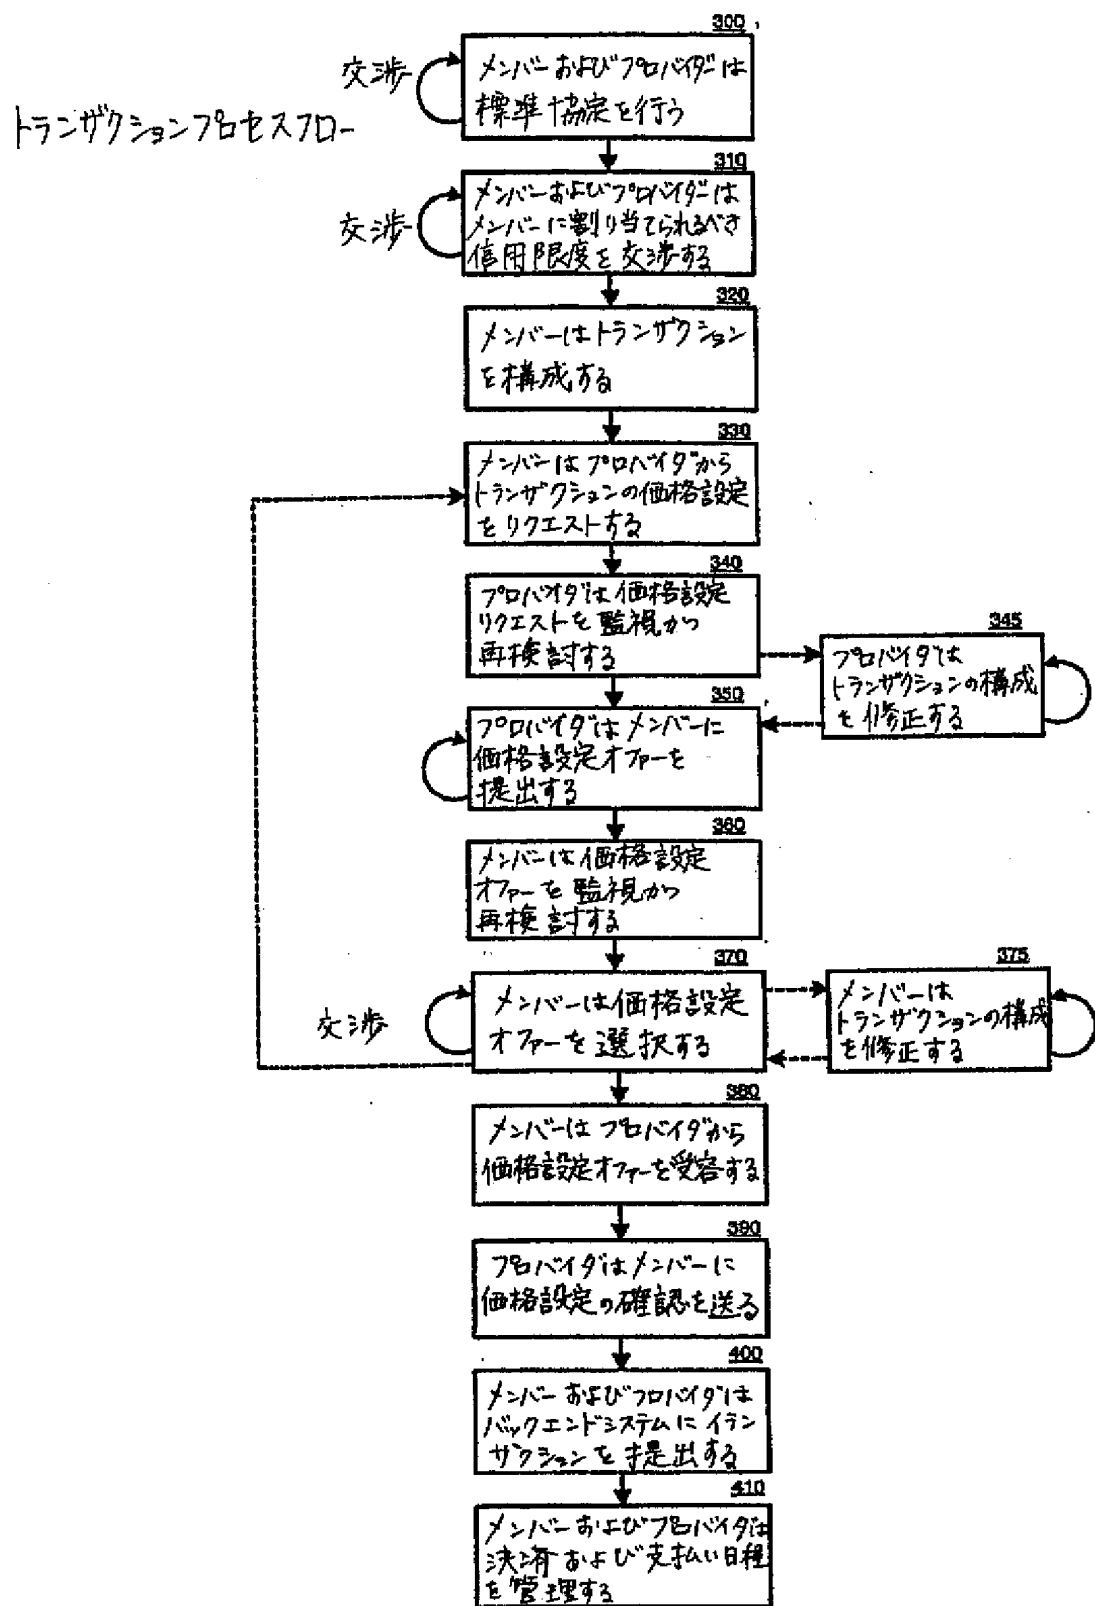 300
交渉
メンバーおよびプロバイダーは
標準協定を行う
トランザクションプロセスフロー
310
交渉
メンバーおよびプロバイダーは
メンバーに割り当てられるべき
信用限度を交渉する
320
メンバーはトランザクション
を構成する
330
メンバーはプロバイダから
トランザクションの価格設定
をリクエストする
340
プロバイダは価格設定
リクエストを監視かつ
再検討する
345
プロバイダは
トランザクションの構成
を修正する
350
プロバイダはメンバーに
価格設定オファーを
提出する
360
メンバーは価格設定
オファーを監視かつ
再検討する
370
交渉
メンバーは価格設定
オファーを選択する
375
メンバーは
トランザクションの構成
を修正する
380
メンバーはプロバイダから
価格設定オファーを受容する
390
プロバイダはメンバーに
価格設定の確認を送る
400
メンバーおよびプロバイダは
バックエンドシステムにイラン
ザクションを提出する
410
メンバーおよびプロバイダは
決済および支払い日程
を管理する